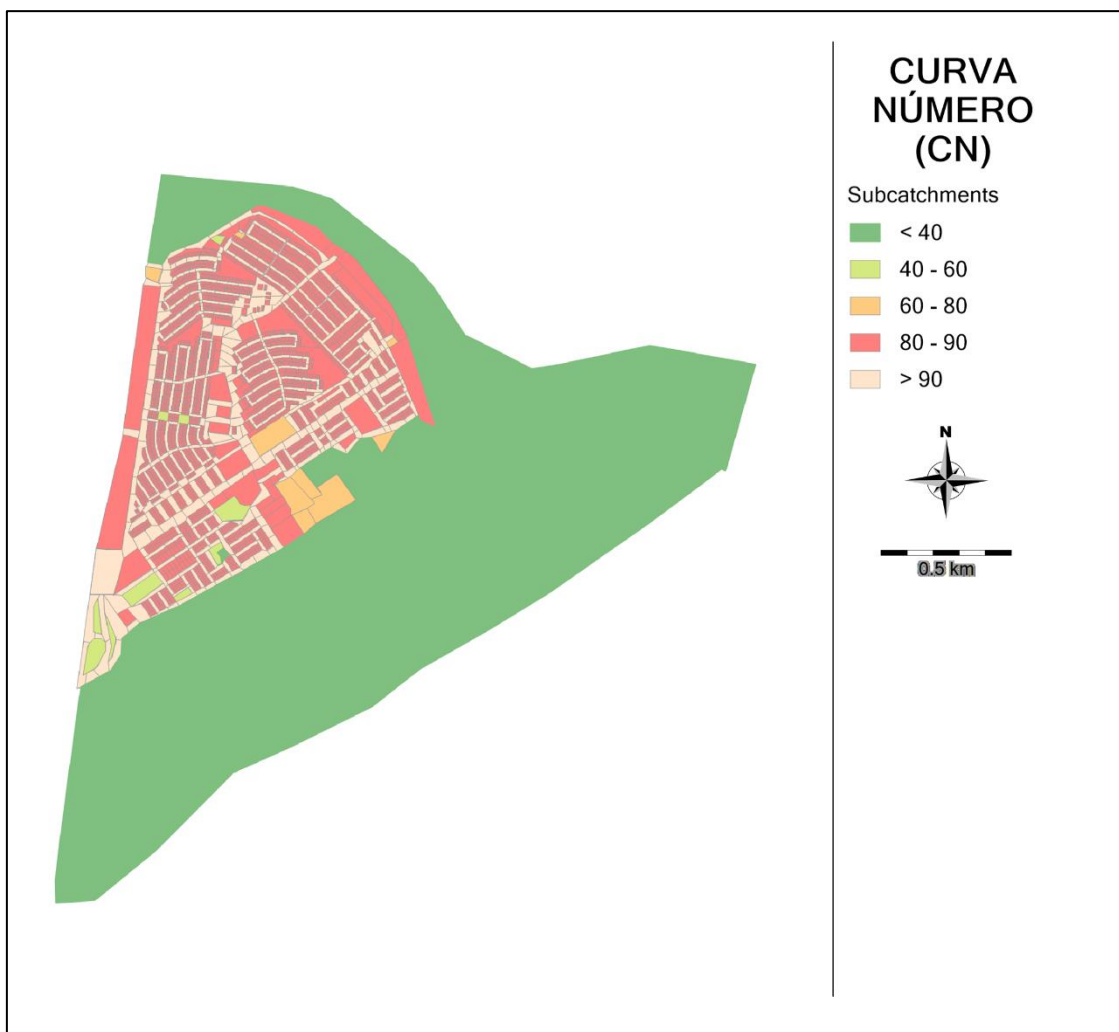 CURVA
NÚMERO
(CN)
Subcatchments
< 40
40 - 60
60 - 80
80 - 90
> 90
N
0.5 km